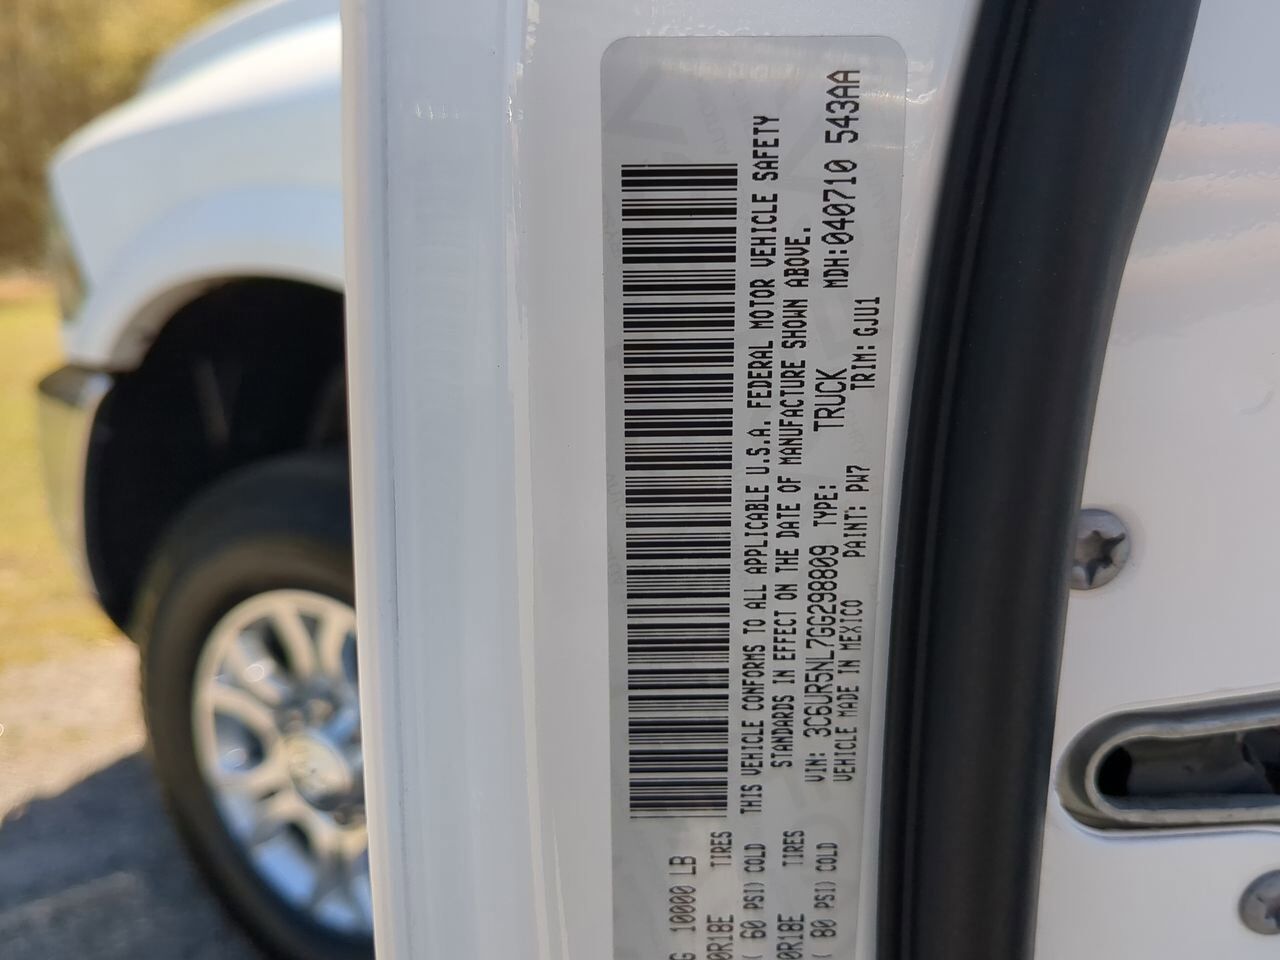 G 10000 LB
0R18E TIRES
( 60 PSI) COLD
0R18E TIRES
( 80 PSI) COLD
THIS VEHICLE CONFORMS TO ALL APPLICABLE U.S.A. FEDERAL MOTOR VEHICLE SAFETY
STANDARDS IN EFFECT ON THE DATE OF MANUFACTURE SHOWN ABOVE.
VIN: 3C6UR5NL7GG298809 TYPE: TRUCK MDH:040710 543AA
VEHICLE MADE IN MEXICO PAINT: PW7 TRIM: GJU1